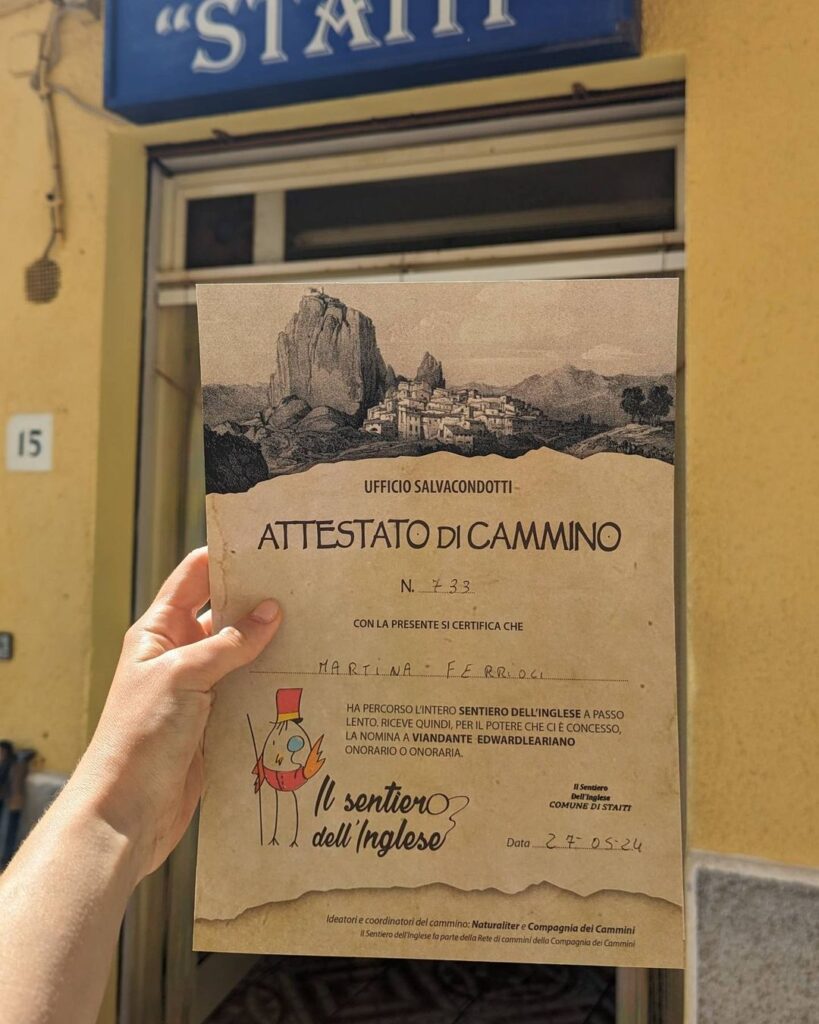 "STAITI
15
UFFICIO SALVACONDOTTI
ATTESTATO DI CAMMINO
N. 733
CON LA PRESENTE SI CERTIFICA CHE
MARTINA FERRIOCI
HA PERCORSO L'INTERO SENTIERO DELL'INGLESE A PASSO
LENTO. RICEVE QUINDI, PER IL POTERE CHE CI È CONCESSO,
LA NOMINA A VIANDANTE EDWARDLEARIANO
ONORARIO O ONORARIA.
Il sentiero
dell'Inglese
Il Sentiero
Dell'Inglese
COMUNE DI STAITI
Data 27-05-24
Ideatori e coordinatori del cammino: Naturaliter e Compagnia dei Cammini
Il Sentiero dell'Inglese fa parte della Rete di cammini della Compagnia dei Cammini